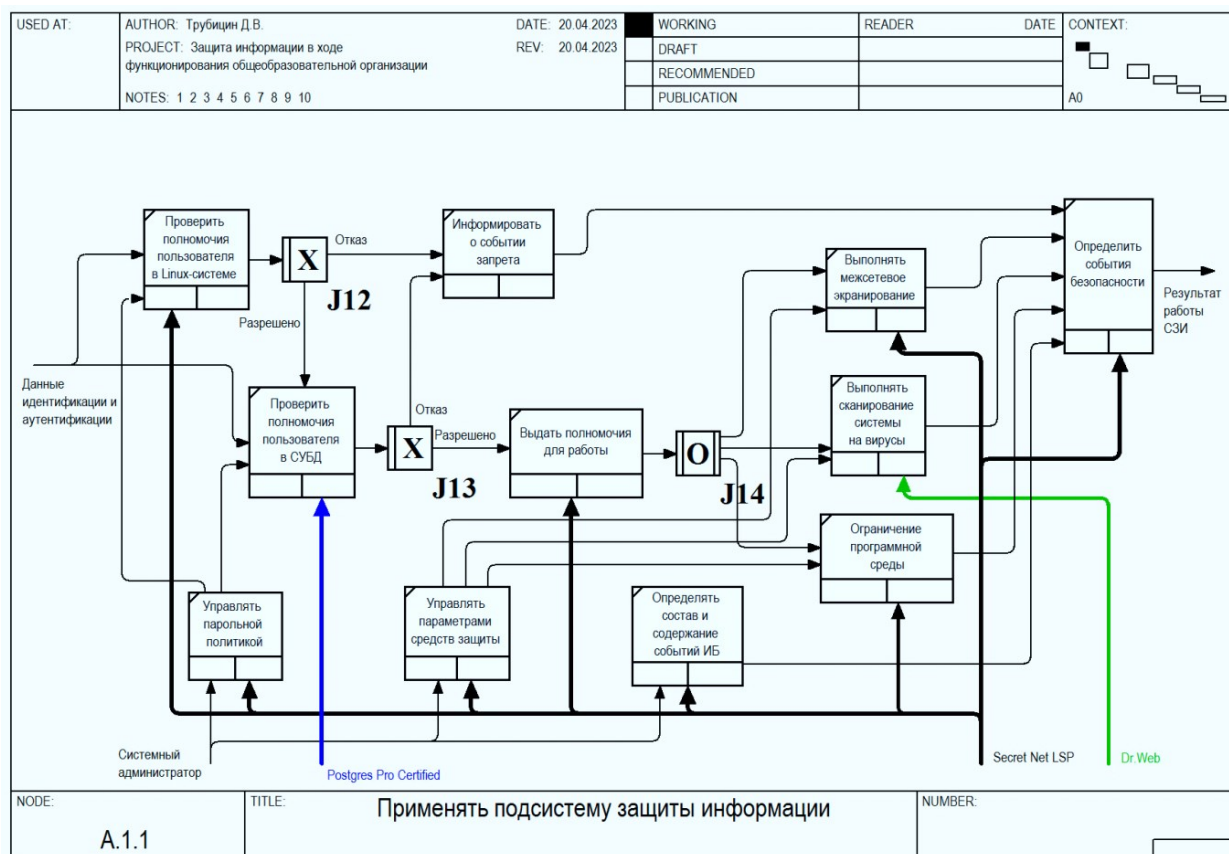 USED AT:
AUTHOR: Трубицин Д.В.
DATE: 20.04.2023
PROJECT: Защита информации в ходе
функционирования общеобразовательной организации
REV: 20.04.2023
NOTES: 1 2 3 4 5 6 7 8 9 10
WORKING
DRAFT
RECOMMENDED
PUBLICATION
READER
DATE
CONTEXT:
A0
Проверить
полномочия
пользователя
в Linux-системе
X
J12
Отказ
Разрешено
Информировать
о событии
запрета
Выполнять
межсетевое
экранирование
Определить
события
безопасности
Результат
работы
СЗИ
Данные
идентификации и
аутентификации
Проверить
полномочия
пользователя
в СУБД
X
J13
Отказ
Разрешено
Выдать полномочия
для работы
O
J14
Выполнять
сканирование
системы
на вирусы
Ограничение
программной
среды
Управлять
парольной
политикой
Управлять
параметрами
средств защиты
Определять
состав и
содержание
событий ИБ
Системный
администратор
Postgres Pro Certified
Secret Net LSP
Dr.Web
NODE:
A.1.1
TITLE:
Применять подсистему защиты информации
NUMBER: